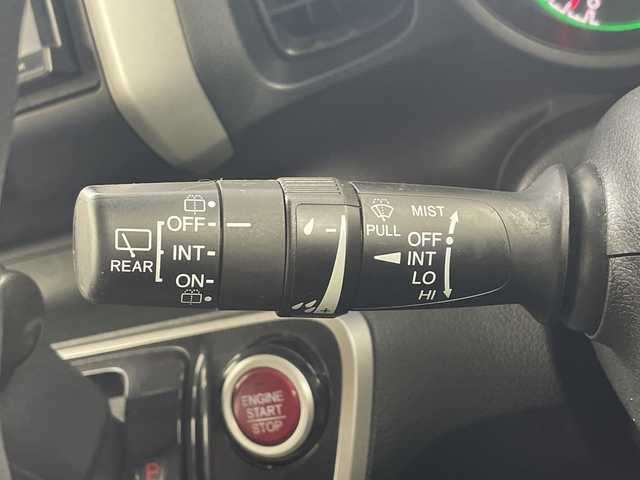 OFF
INT
ON
REAR
PULL
MIST
OFF
INT
LO
HI
ENGINE
START
STOP
P